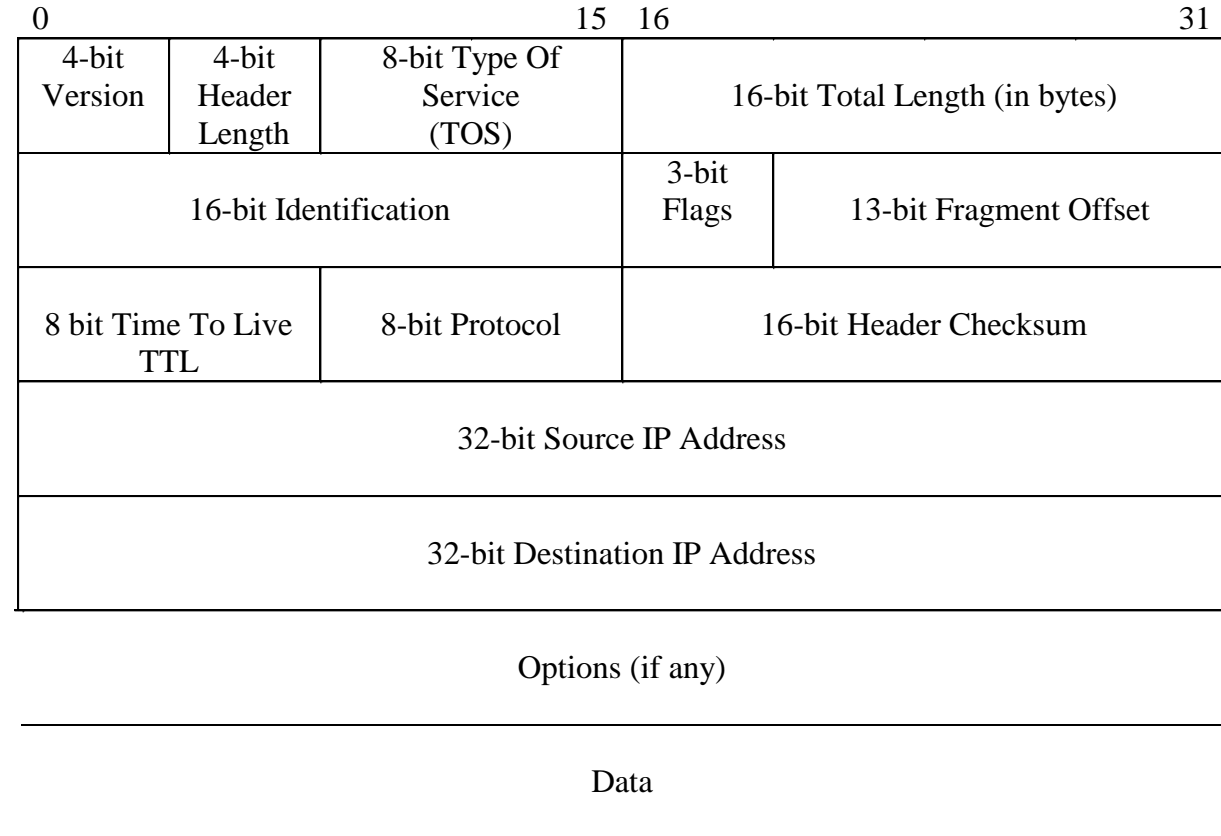 0 15 16 31
4-bit
Version
4-bit
Header
Length
8-bit Type Of
Service
(TOS)
16-bit Total Length (in bytes)
16-bit Identification
3-bit
Flags
13-bit Fragment Offset
8 bit Time To Live
TTL
8-bit Protocol
16-bit Header Checksum
32-bit Source IP Address
32-bit Destination IP Address
Options (if any)
Data